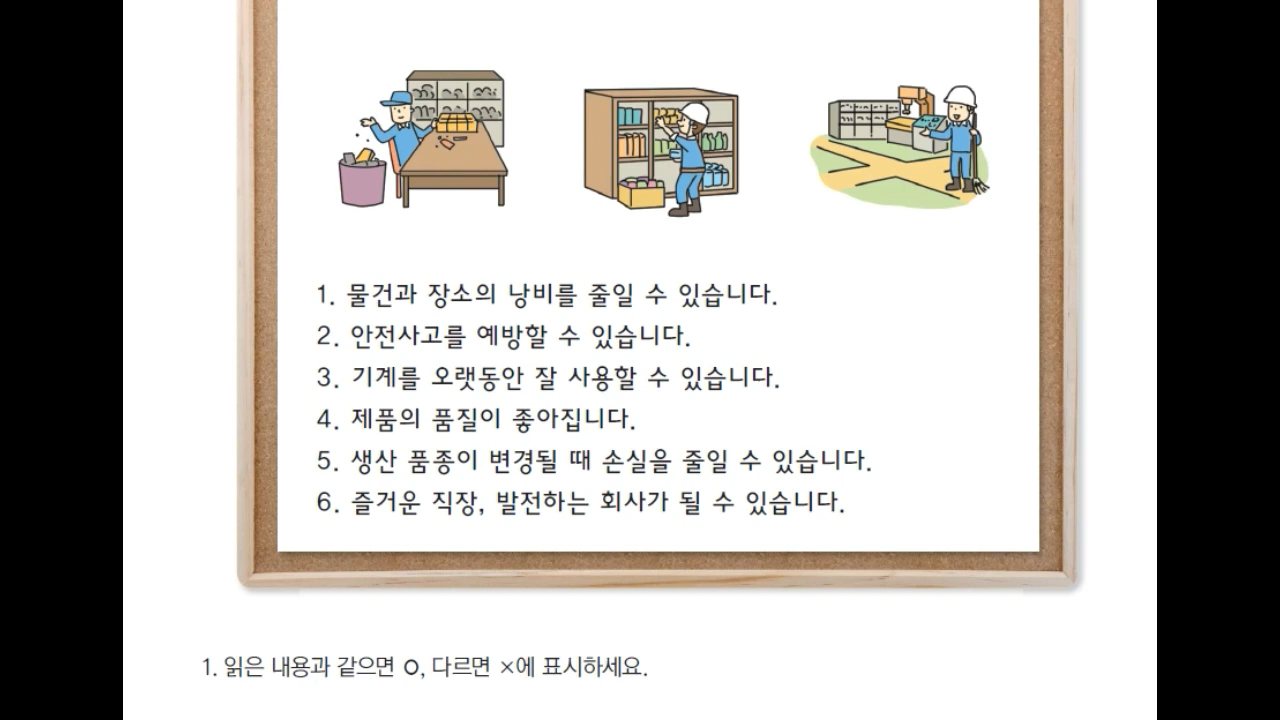 1. 물건과 장소의 낭비를 줄일 수 있습니다.
2. 안전사고를 예방할 수 있습니다.
3. 기계를 오랫동안 잘 사용할 수 있습니다.
4. 제품의 품질이 좋아집니다.
5. 생산 품종이 변경될 때 손실을 줄일 수 있습니다.
6. 즐거운 직장, 발전하는 회사가 될 수 있습니다.
1. 읽은 내용과 같으면 O, 다르면 ×에 표시하세요.